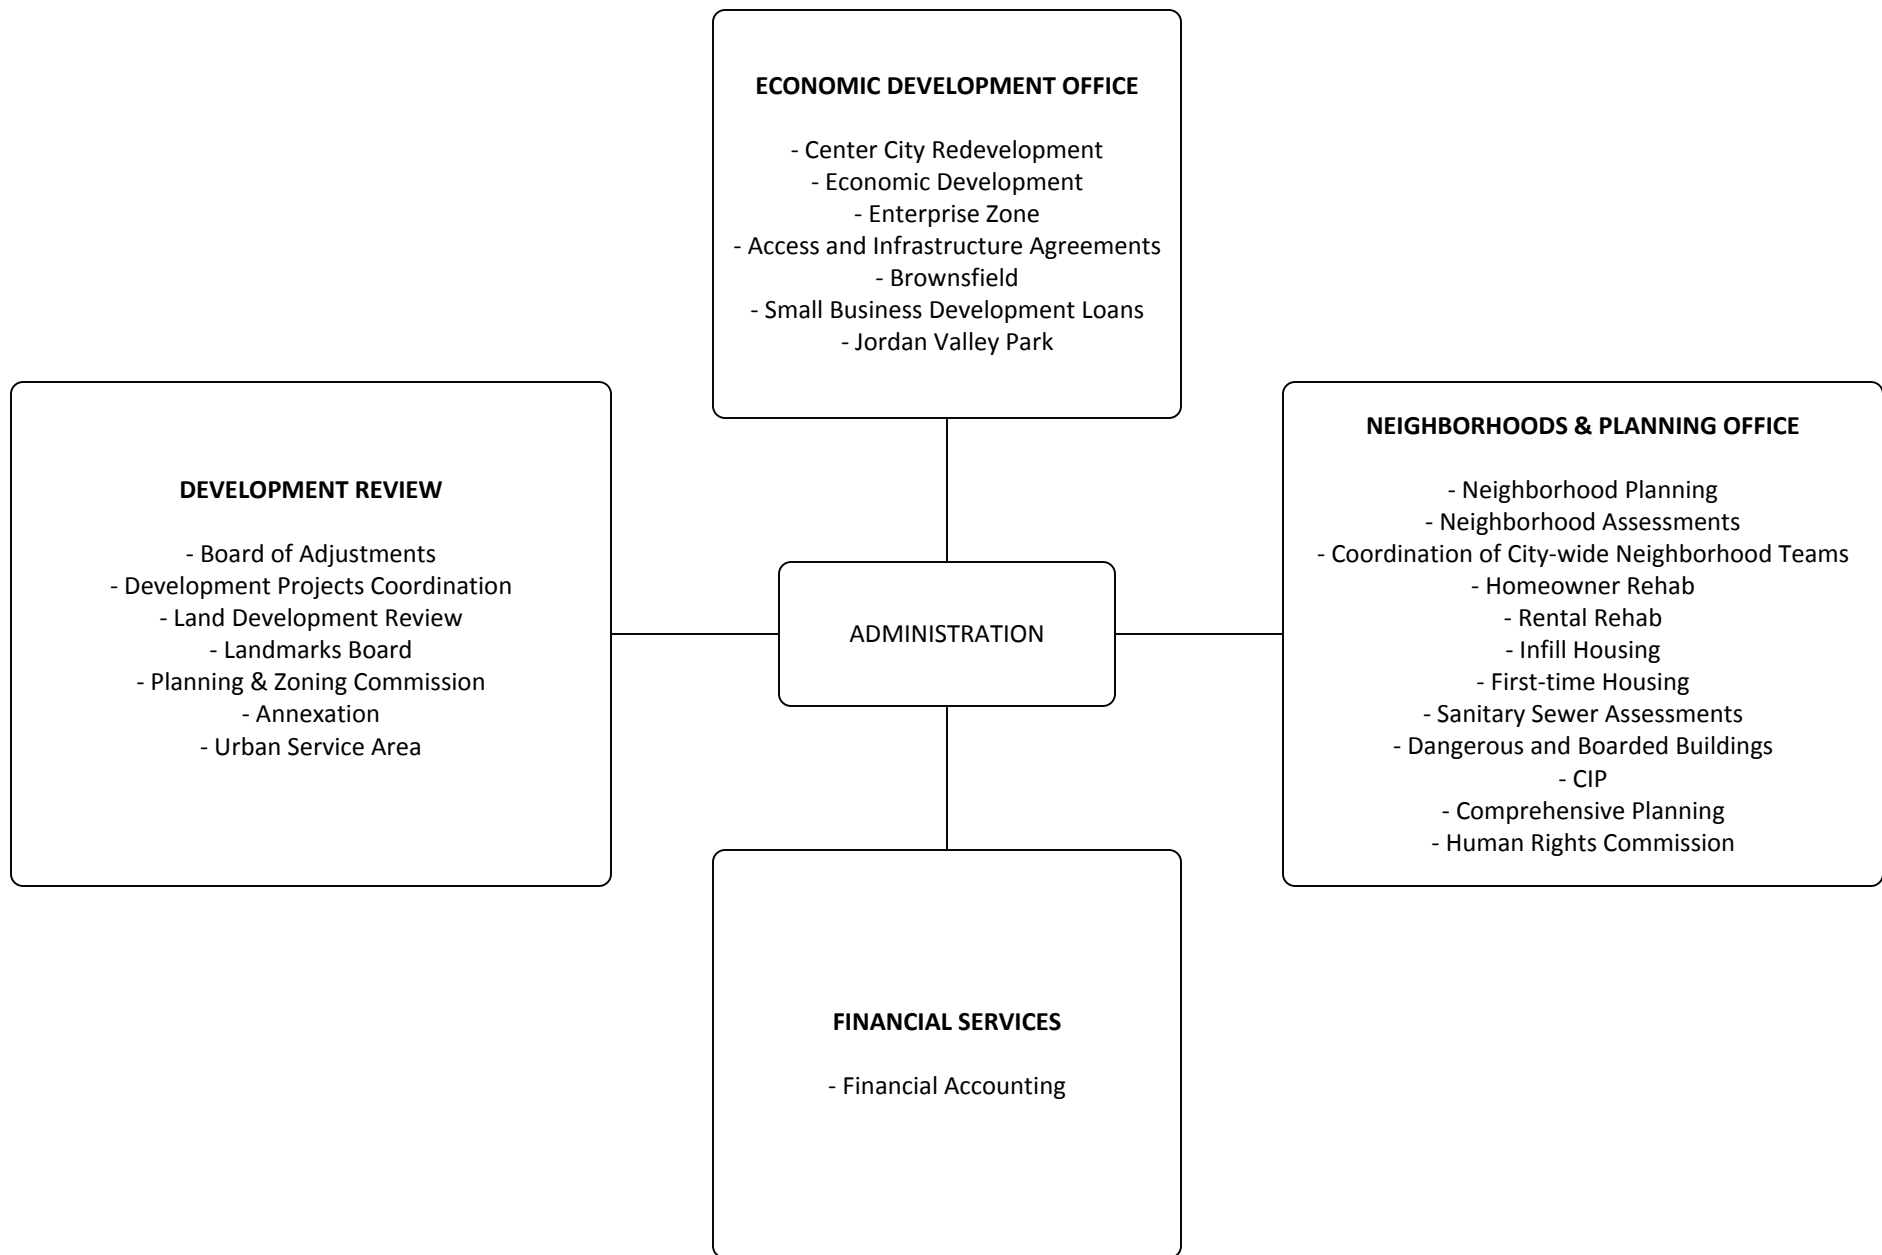 ECONOMIC DEVELOPMENT OFFICE
- Center City Redevelopment
- Economic Development
- Enterprise Zone
- Access and Infrastructure Agreements
- Brownsfield
- Small Business Development Loans
- Jordan Valley Park
DEVELOPMENT REVIEW
- Board of Adjustments
- Development Projects Coordination
- Land Development Review
- Landmarks Board
- Planning & Zoning Commission
- Annexation
- Urban Service Area
ADMINISTRATION
NEIGHBORHOODS & PLANNING OFFICE
- Neighborhood Planning
- Neighborhood Assessments
- Coordination of City-wide Neighborhood Teams
- Homeowner Rehab
- Rental Rehab
- Infill Housing
- First-time Housing
- Sanitary Sewer Assessments
- Dangerous and Boarded Buildings
- CIP
- Comprehensive Planning
- Human Rights Commission
FINANCIAL SERVICES
- Financial Accounting